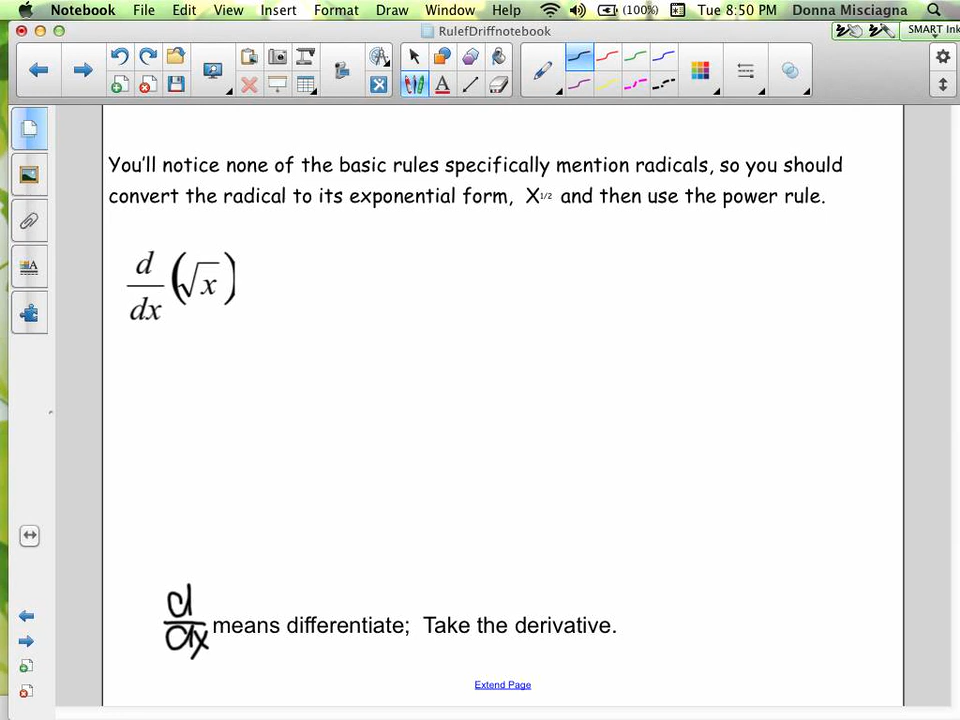 Notebook File Edit View Insert Format Draw Window Help (100%) Tue 8:50 PM Donna Misciagna
RulefDriffnotebook
SMART Ink
You'll notice none of the basic rules specifically mention radicals, so you should
convert the radical to its exponential form, X1/2 and then use the power rule.
d/dx (√x)
d/dx means differentiate; Take the derivative.
Extend Page